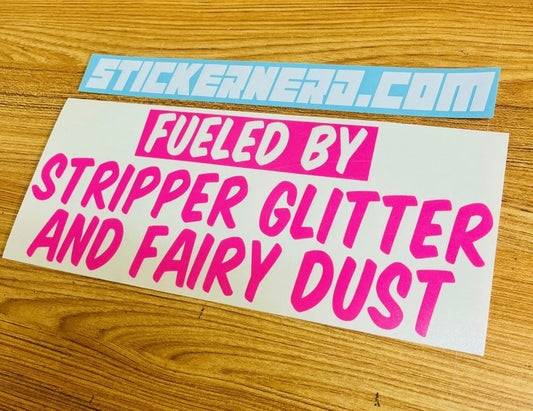 STICKERNERD.COM
FUELED BY
STRIPPER GLITTER
AND FAIRY DUST